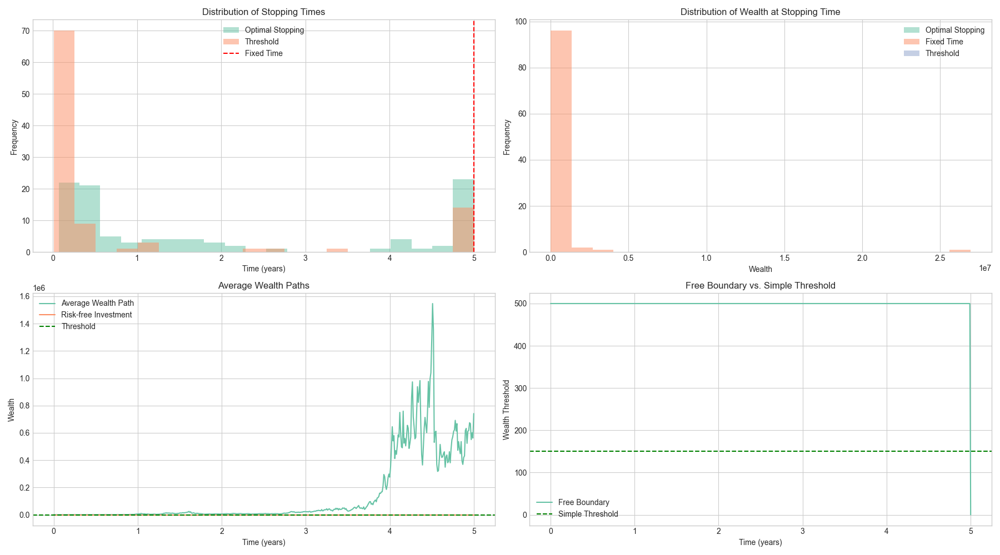 Distribution of Stopping Times
70
60
50
40
30
20
10
0
Frequency
Optimal Stopping
Threshold
Fixed Time
0 1 2 3 4 5
Time (years)
Distribution of Wealth at Stopping Time
100
80
60
40
20
0
Frequency
Optimal Stopping
Fixed Time
Threshold
0.0 0.5 1.0 1.5 2.0 2.5
1e7
Wealth
Average Wealth Paths
1e6
1.6
1.4
1.2
1.0
0.8
0.6
0.4
0.2
0.0
Wealth
Average Wealth Path
Risk-free Investment
Threshold
0 1 2 3 4 5
Time (years)
Free Boundary vs. Simple Threshold
500
400
300
200
100
0
Wealth Threshold
Free Boundary
Simple Threshold
0 1 2 3 4 5
Time (years)